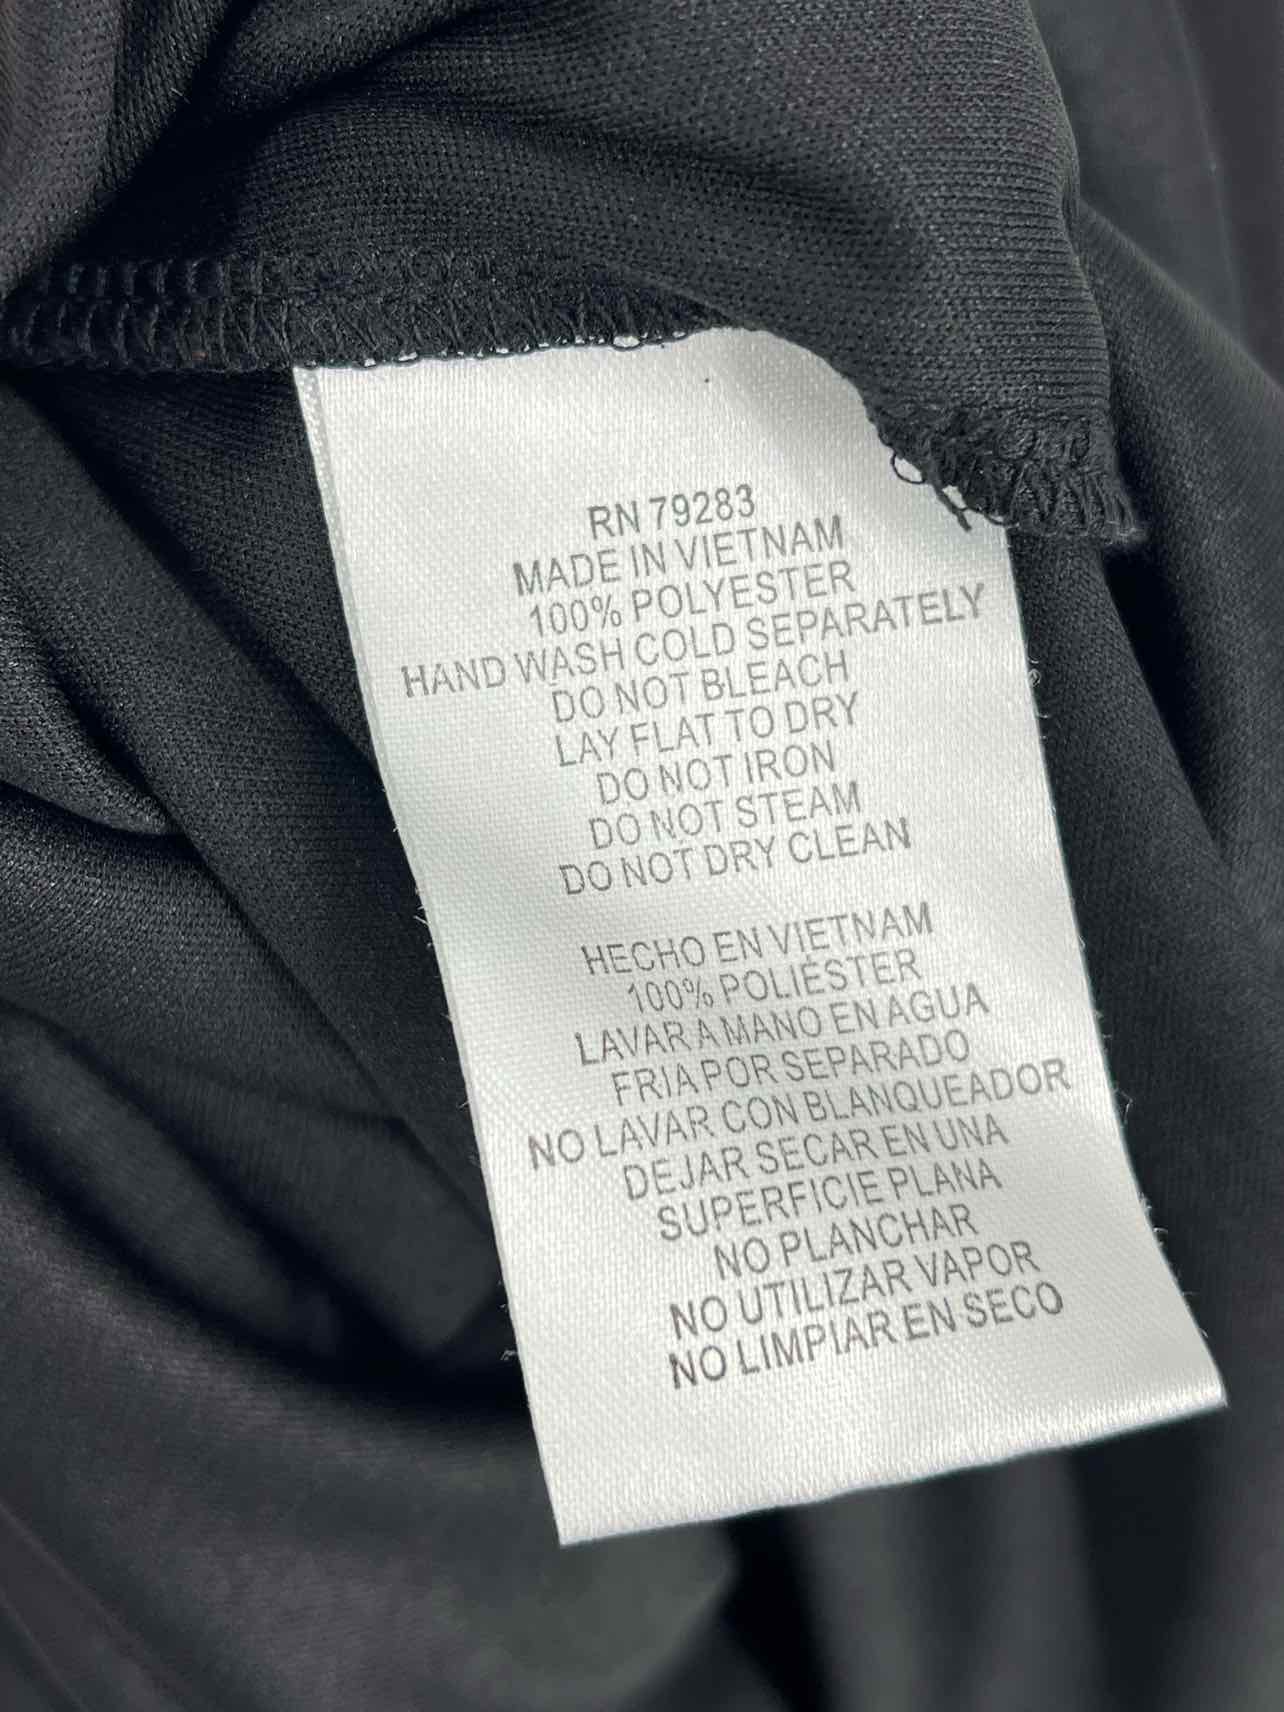 RN 79283
MADE IN VIETNAM
100% POLYESTER
HAND WASH COLD SEPARATELY
DO NOT BLEACH
LAY FLAT TO DRY
DO NOT IRON
DO NOT STEAM
DO NOT DRY CLEAN
HECHO EN VIETNAM
100% POLIÉSTER
LAVAR A MANO EN AGUA
FRIA POR SEPARADO
NO LAVAR CON BLANQUEADOR
DEJAR SECAR EN UNA
SUPERFICIE PLANA
NO PLANCHAR
NO UTILIZAR VAPOR
NO LIMPIAR EN SECO